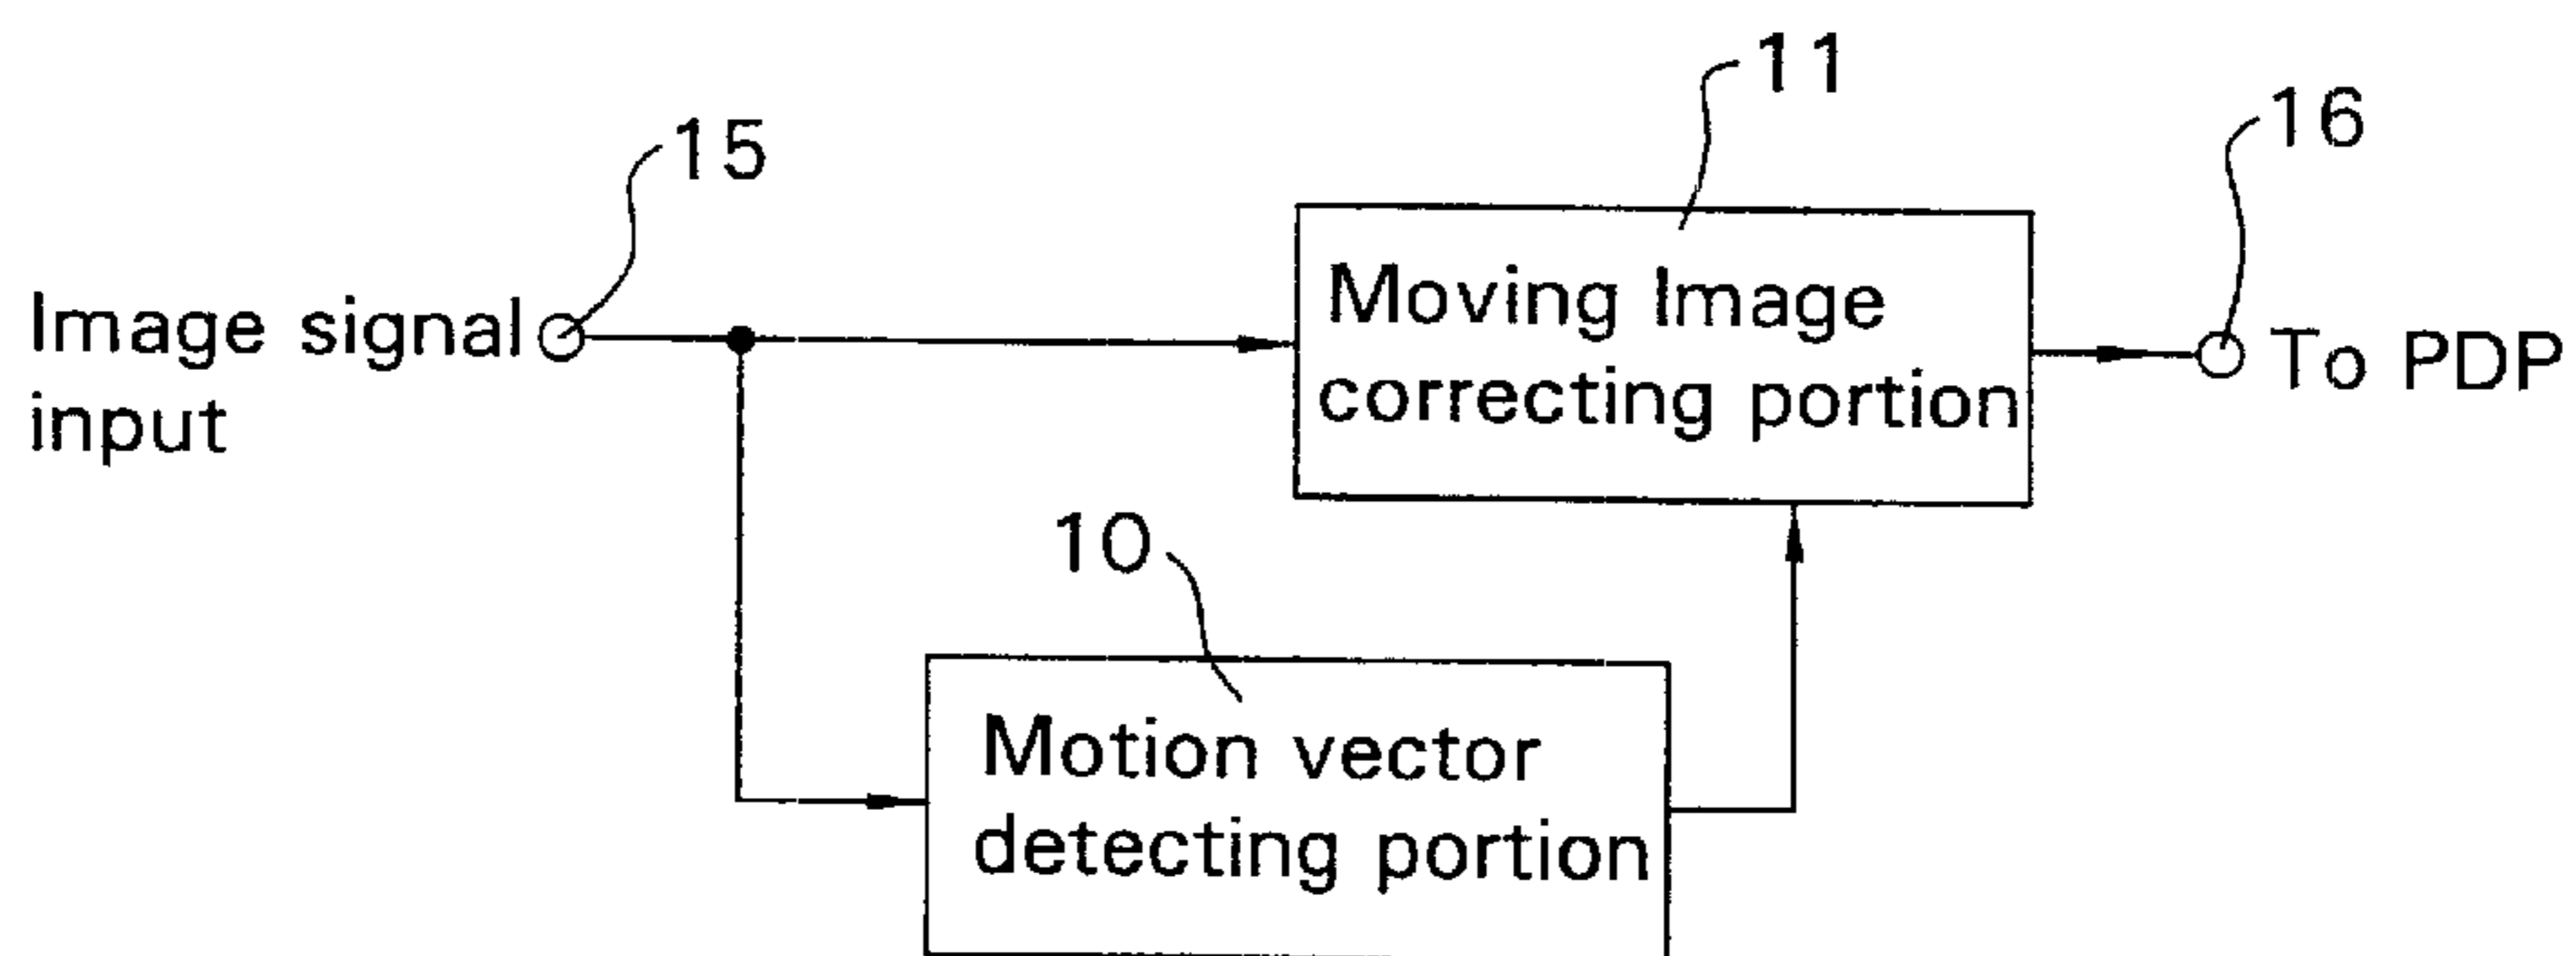 11
16
15
Moving Image
correcting portion
Image signal
input
To PDP
10
Motion vector
detecting portion